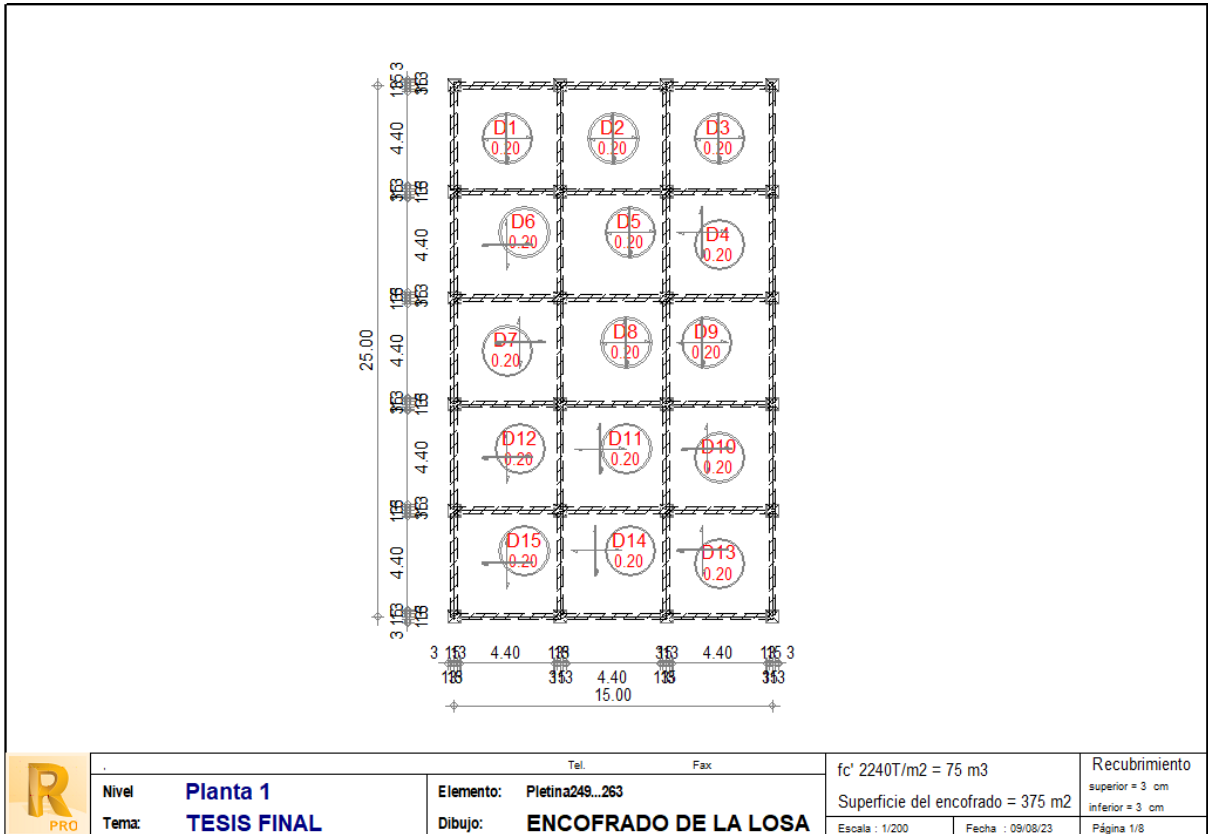 D1
0.20
D2
0.20
D3
0.20
4.40
D6
0.20
D5
0.20
D4
0.20
4.40
25.00
D7
0.20
D8
0.20
D9
0.20
4.40
D12
0.20
D11
0.20
D10
0.20
4.40
D15
0.20
D14
0.20
D13
0.20
4.40
3
3 4.40 4.40 3
4.40
15.00
R
PRO
. Tel. Fax
Nivel Planta 1
Tema: TESIS FINAL
Elemento: Pletina249...263
Dibujo: ENCOFRADO DE LA LOSA
fc' 2240T/m2 = 75 m3
Superficie del encofrado = 375 m2
Escala : 1/200 Fecha : 09/08/23
Recubrimiento
superior = 3 cm
inferior = 3 cm
Página 1/8